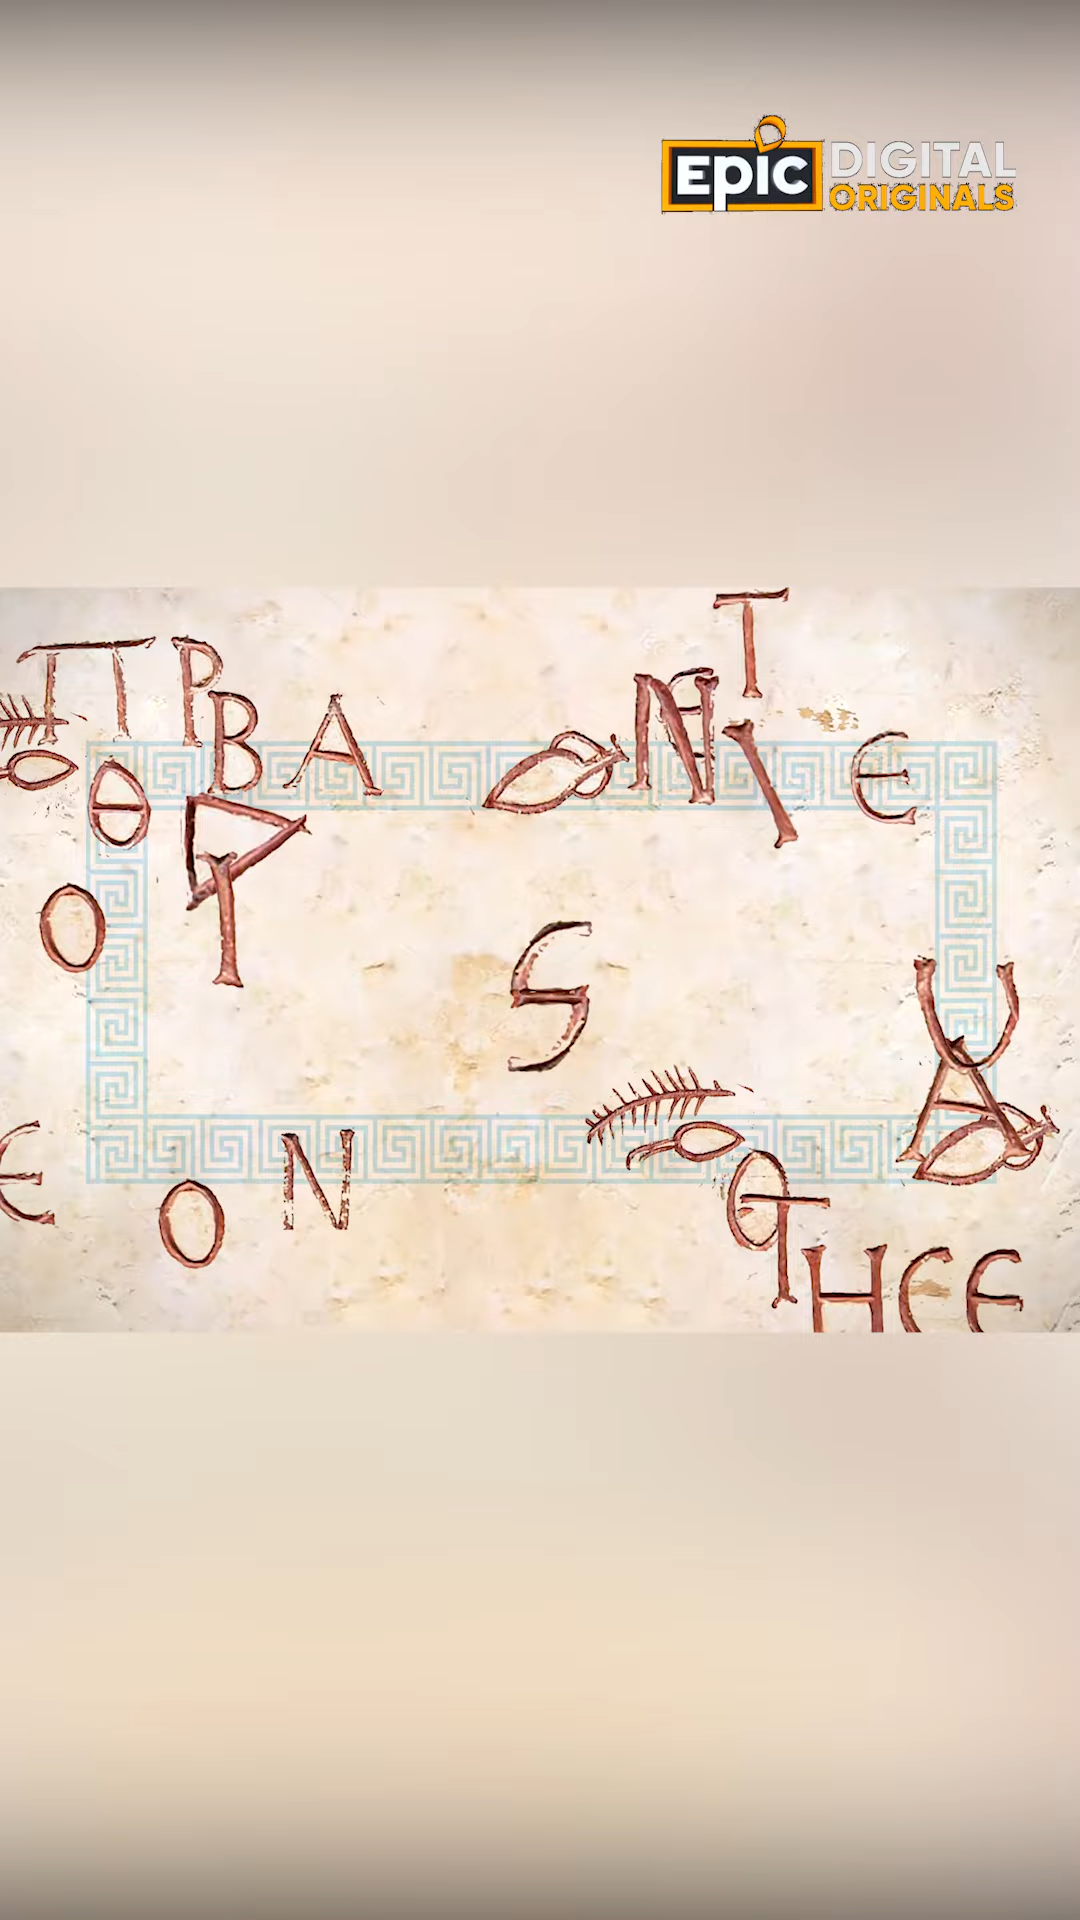 EPIC DIGITAL
ORIGINALS
T
Π P
B A N Є
Θ
O
S
U
A
Є O N
T H Є Є